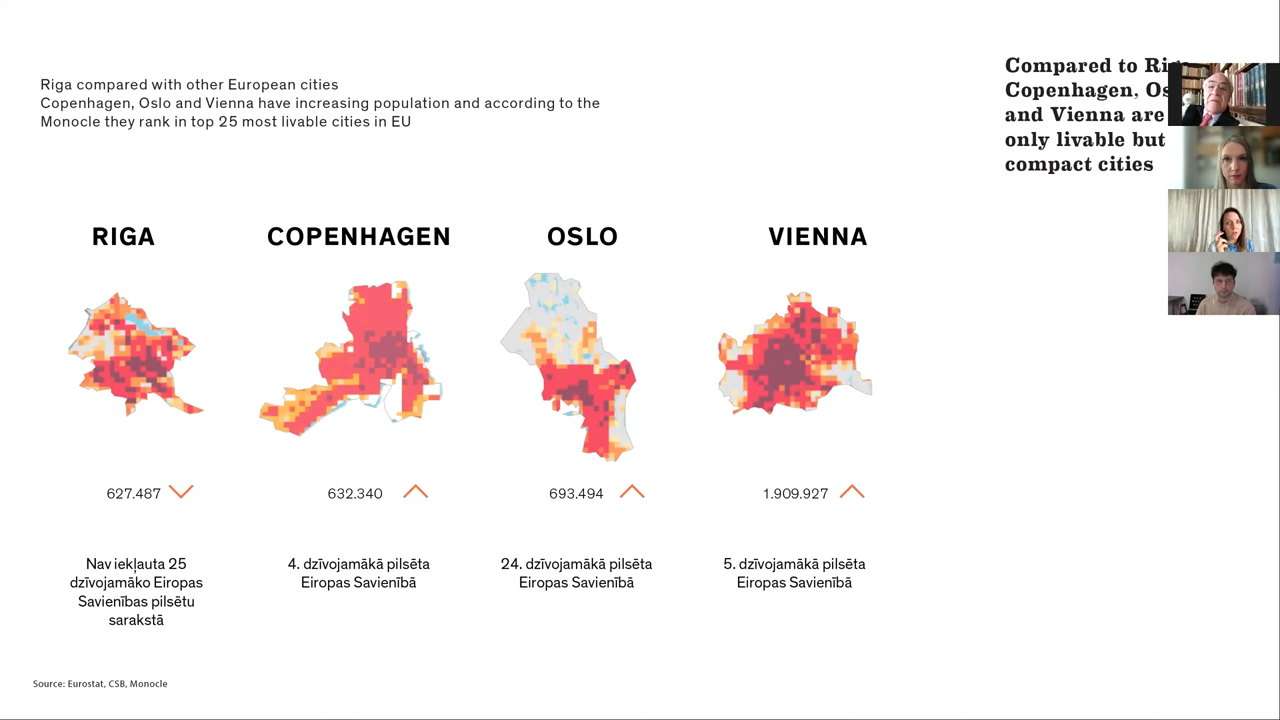 Riga compared with other European cities
Copenhagen, Oslo and Vienna have increasing population and according to the
Monocle they rank in top 25 most livable cities in EU
Compared to
Copenhagen,
and Vienna are
only livable but
compact cities
RIGA
COPENHAGEN
OSLO
VIENNA
627.487
632.340
693.494
1.909.927
Nav iekļauta 25
dzīvojamāko Eiropas
Savienības pilsētu
sarakstā
4. dzīvojamākā pilsēta
Eiropas Savienībā
24. dzīvojamākā pilsēta
Eiropas Savienībā
5. dzīvojamākā pilsēta
Eiropas Savienībā
Source: Eurostat, CSB, Monocle